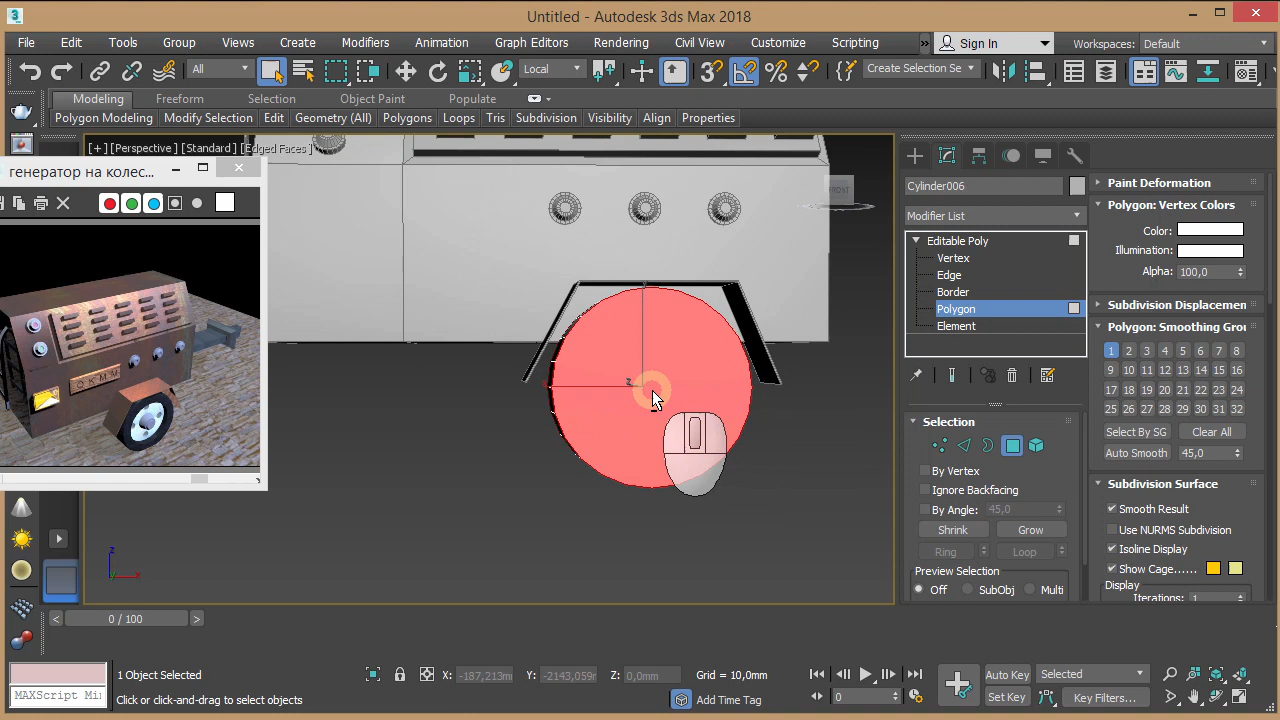 Untitled - Autodesk 3ds Max 2018
File Edit Tools Group Views Create Modifiers Animation Graph Editors Rendering Civil View Customize Scripting Sign In Workspaces: Default
All Local Create Selection Se
Modeling Freeform Selection Object Paint Populate
Polygon Modeling Modify Selection Edit Geometry (All) Polygons Loops Tris Subdivision Visibility Align Properties
[+] [Perspective] [Standard] [Edged Faces]
генератор на колес...
FRONT
Cylinder006
Modifier List
Editable Poly
Vertex
Edge
Border
Polygon
Element
Selection
By Vertex
Ignore Backfacing
By Angle: 45,0
Shrink Grow
Ring Loop
Preview Selection
Off SubObj Multi
Paint Deformation
Polygon: Vertex Colors
Color:
Illumination:
Alpha: 100,0
Subdivision Displacemen
Polygon: Smoothing Grou
1 2 3 4 5 6 7 8
9 10 11 12 13 14 15 16
17 18 19 20 21 22 23 24
25 26 27 28 29 30 31 32
Select By SG Clear All
Auto Smooth 45,0
Subdivision Surface
Smooth Result
Use NURMS Subdivision
Isoline Display
Show Cage......
Display
Iterations: 1
z x
0 / 100
1 Object Selected X: -187,213m Y: -2143,059 Z: 0,0mm Grid = 10,0mm Auto Key Selected
MAXScript Mi Click or click-and-drag to select objects Add Time Tag 0 Set Key Key Filters...